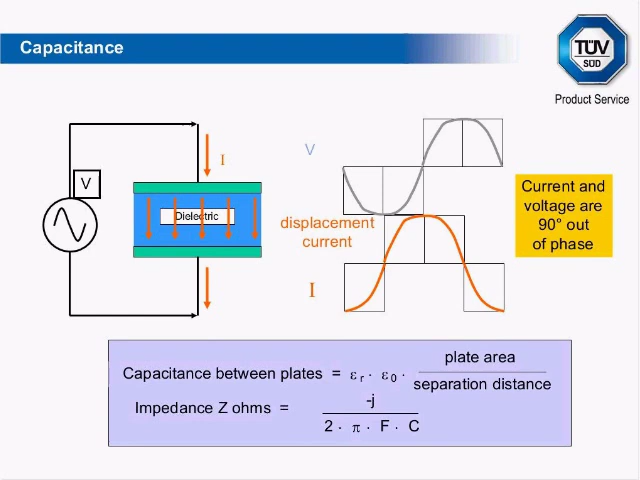 Capacitance
TÜV
SÜD
Product Service
V
I
Dielectric
displacement
current
V
I
Current and
voltage are
90° out
of phase
Capacitance between plates = εr · ε0 · plate area
separation distance
Impedance Z ohms = -j
2 · π · F · C